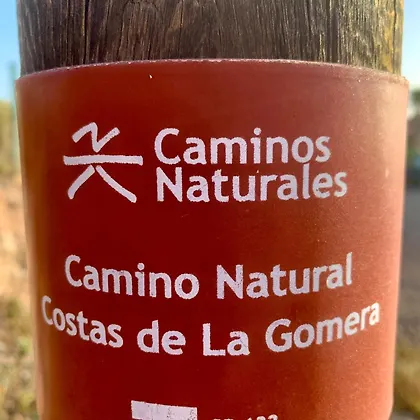 Caminos
Naturales
Camino Natural
Costas de La Gomera